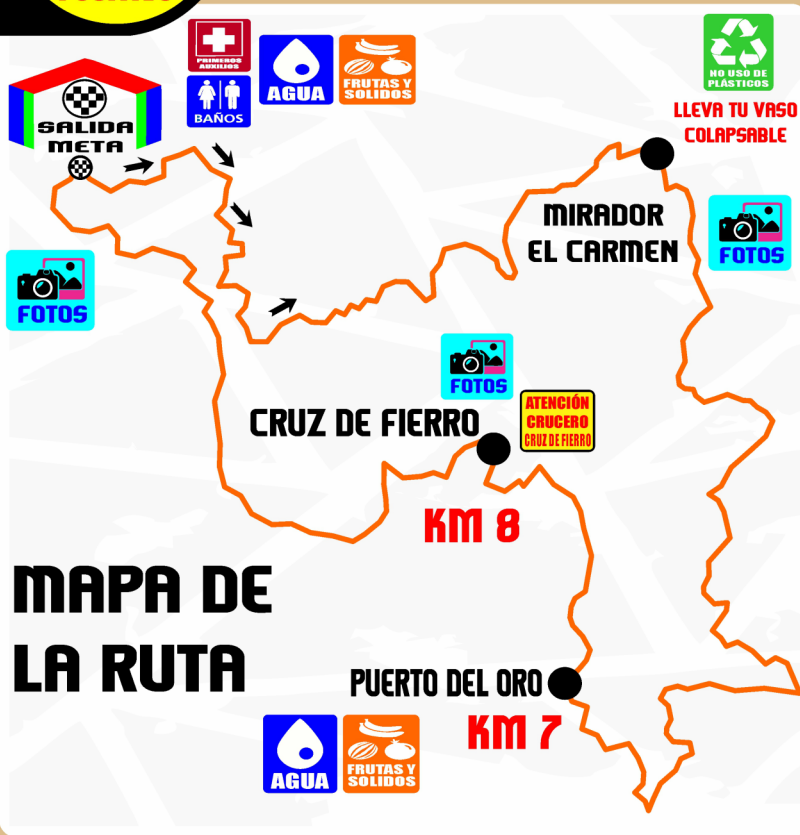 PRIMEROS
AUXILIOS
BAÑOS
AGUA
FRUTAS Y
SOLIDOS
NO USO DE
PLÁSTICOS
LLEVA TU VASO
COLAPSABLE
SALIDA
META
MIRADOR
EL CARMEN
FOTOS
FOTOS
FOTOS
CRUZ DE FIERRO
ATENCIÓN
CRUCERO
CRUZ DE FIERRO
KM 8
MAPA DE
LA RUTA
PUERTO DEL ORO
KM 7
AGUA
FRUTAS Y
SOLIDOS